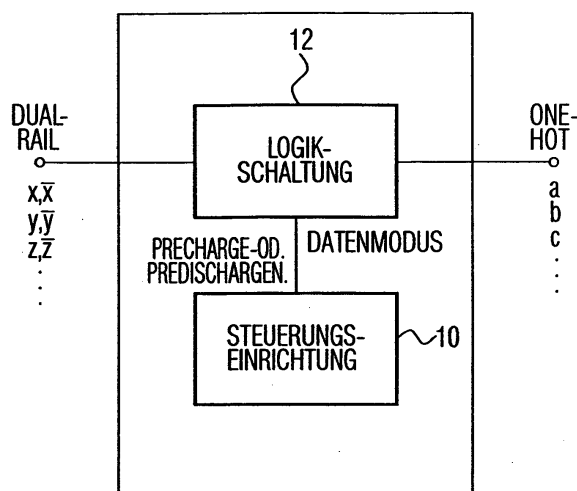 12
DUAL-
RAIL
x,x̅
y,y̅
z,z̅
.
.
.
LOGIK-
SCHALTUNG
ONE-
HOT
a
b
c
.
.
.
PRECHARGE-OD.
PREDISCHARGEN.
DATENMODUS
STEUERUNGS-
EINRICHTUNG
10